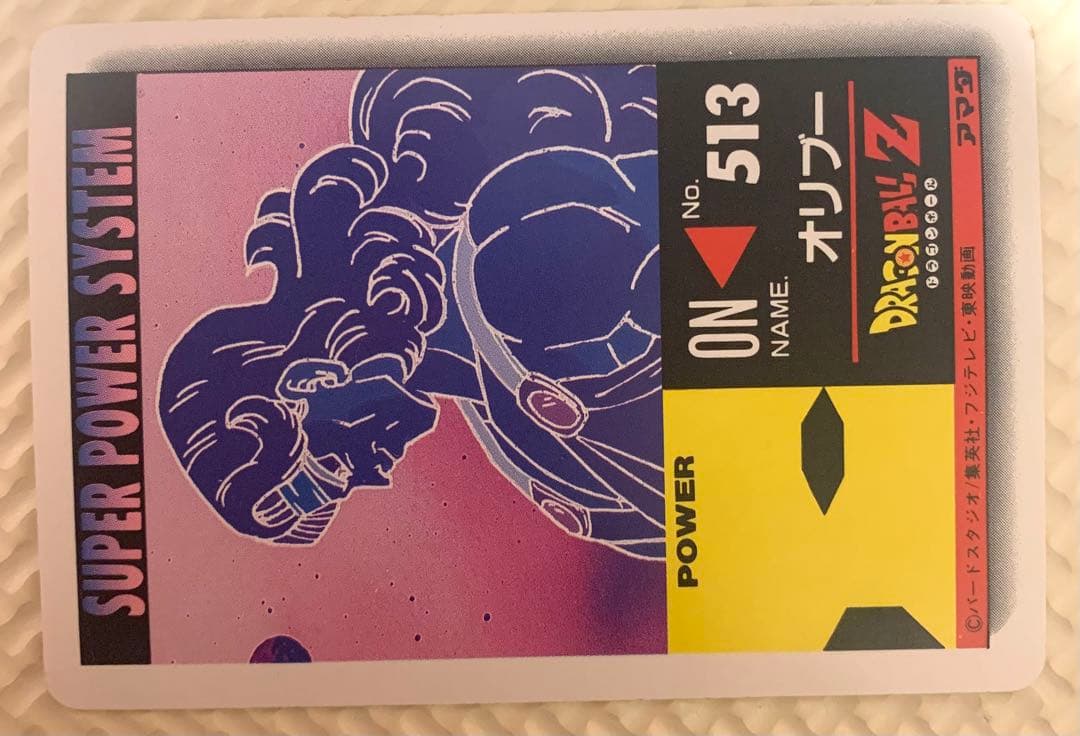 SUPER POWER SYSTEM
ON
No.
513
NAME.
オリブー
DRAGON BALL Z
ドラゴンボール
アマダ
POWER
©バードスタジオ/集英社・フジテレビ・東映動画